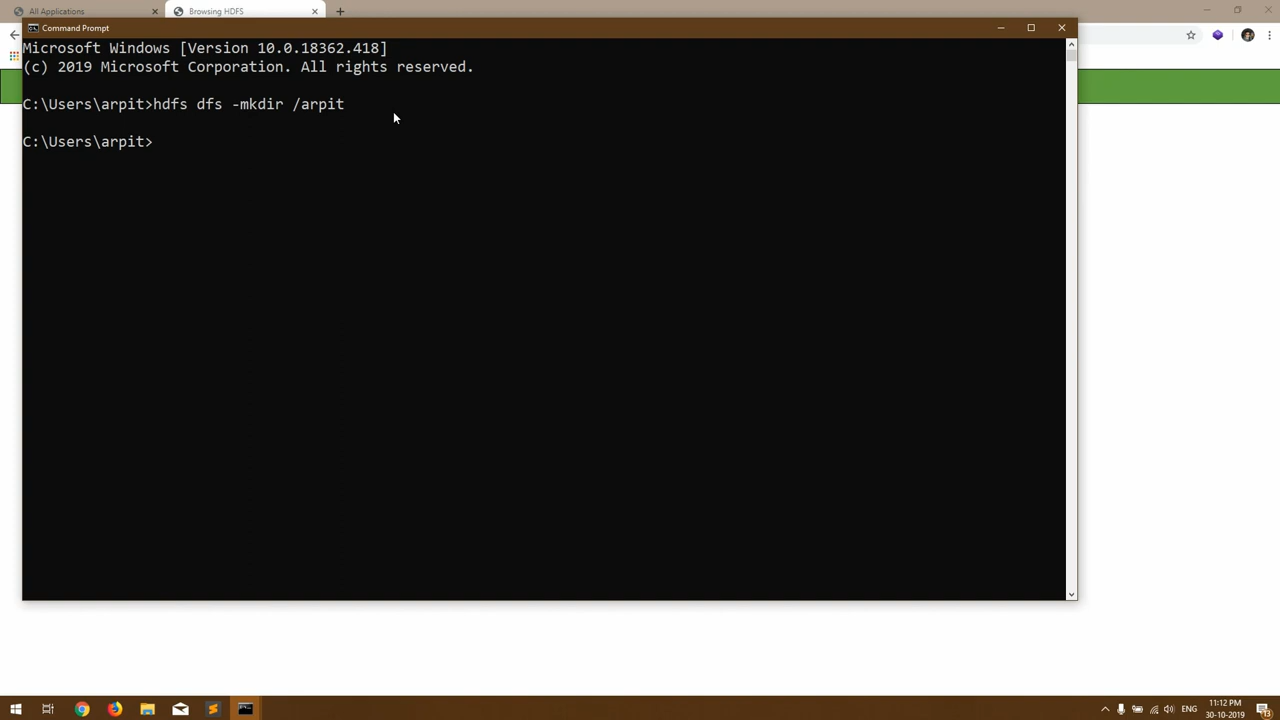 All Applications
Browsing HDFS
Command Prompt
Microsoft Windows [Version 10.0.18362.418]
(c) 2019 Microsoft Corporation. All rights reserved.
C:\Users\arpit>hdfs dfs -mkdir /arpit
C:\Users\arpit>
ENG
11:12 PM
30-10-2019